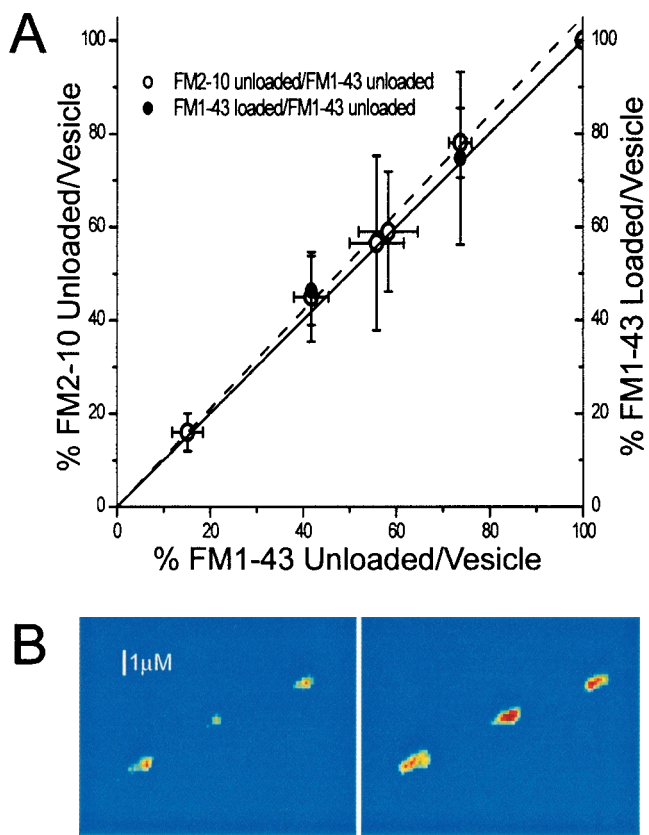 A
FM2-10 unloaded/FM1-43 unloaded
FM1-43 loaded/FM1-43 unloaded
% FM2-10 Unloaded/Vesicle
100
80
60
40
20
0
% FM1-43 Loaded/Vesicle
100
80
60
40
20
0
0 20 40 60 80 100
% FM1-43 Unloaded/Vesicle
B
1µM